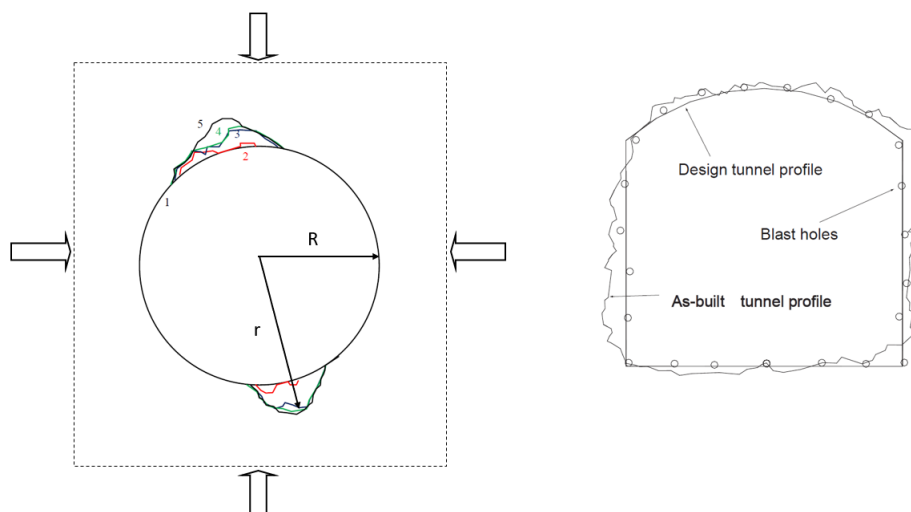 5
4
3
2
1
R
r
Design tunnel profile
Blast holes
As-built tunnel profile